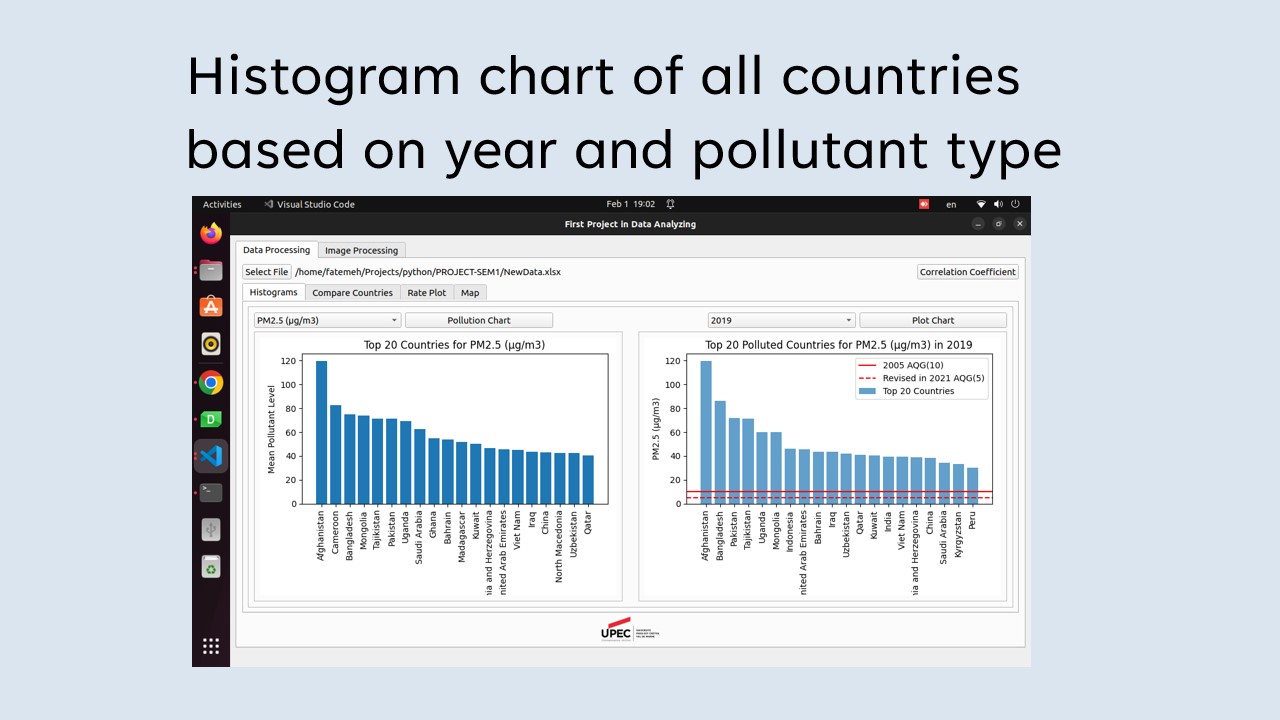 Histogram chart of all countries
based on year and pollutant type
Activities Visual Studio Code Feb 1 19:02 en
First Project in Data Analyzing
Data Processing Image Processing
Select File /home/fatemeh/Projects/python/PROJECT-SEM1/NewData.xlsx Correlation Coefficient
Histograms Compare Countries Rate Plot Map
PM2.5 (µg/m3) Pollution Chart 2019 Plot Chart
Top 20 Countries for PM2.5 (µg/m3)
Mean Pollutant Level
120
100
80
60
40
20
0
Afghanistan
Cameroon
Bangladesh
Mongolia
Tajikistan
Pakistan
Uganda
Saudi Arabia
Ghana
Bahrain
Madagascar
Kuwait
ia and Herzegovina
nited Arab Emirates
Viet Nam
Iraq
China
North Macedonia
Uzbekistan
Qatar
Top 20 Polluted Countries for PM2.5 (µg/m3) in 2019
PM2.5 (µg/m3)
120
100
80
60
40
20
0
2005 AQG(10)
Revised in 2021 AQG(5)
Top 20 Countries
Afghanistan
Bangladesh
Pakistan
Tajikistan
Uganda
Mongolia
Indonesia
nited Arab Emirates
Bahrain
Iraq
Uzbekistan
Qatar
Kuwait
India
Viet Nam
ia and Herzegovina
China
Saudi Arabia
Kyrgyzstan
Peru
UPEC